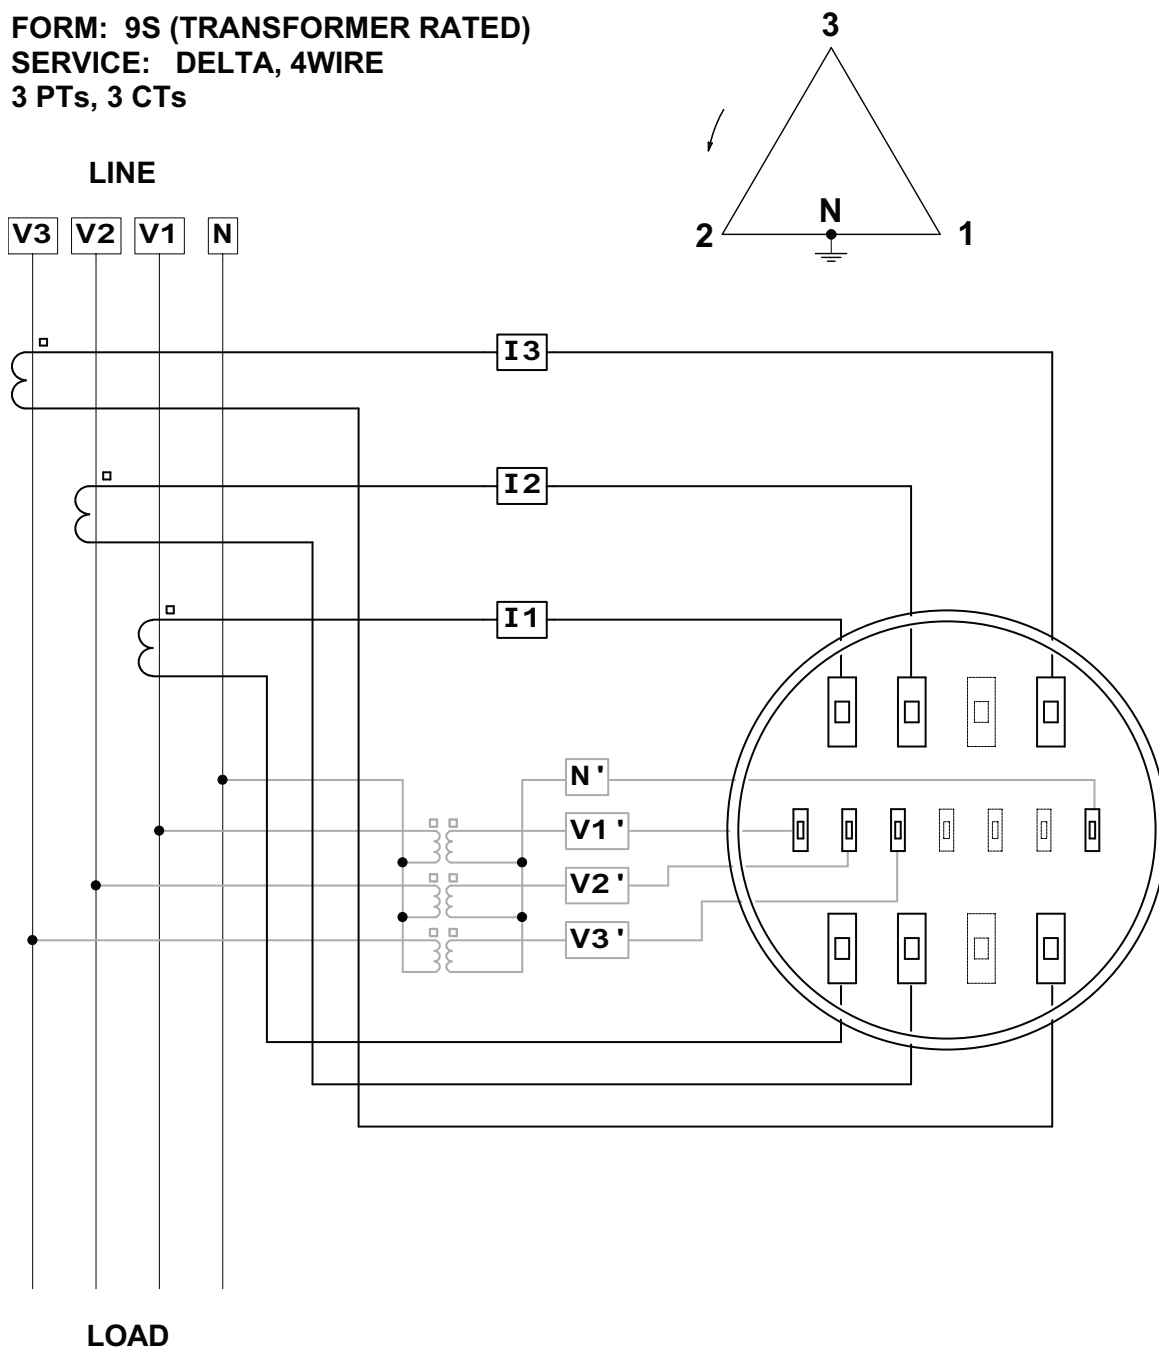 FORM: 9S (TRANSFORMER RATED)
SERVICE: DELTA, 4WIRE
3 PTs, 3 CTs
3
N
2
1
LINE
V3 V2 V1 N
I3
I2
I1
N'
V1'
V2'
V3'
LOAD